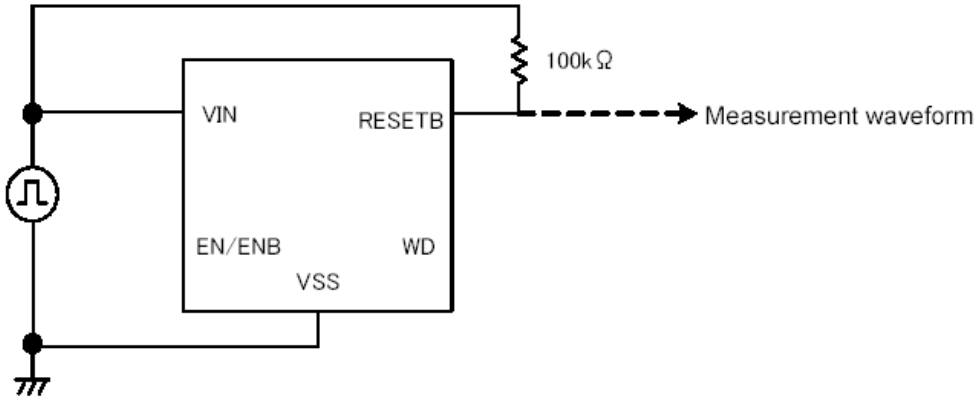 100kΩ
VIN
RESETB
Measurement waveform
EN/ENB
WD
VSS